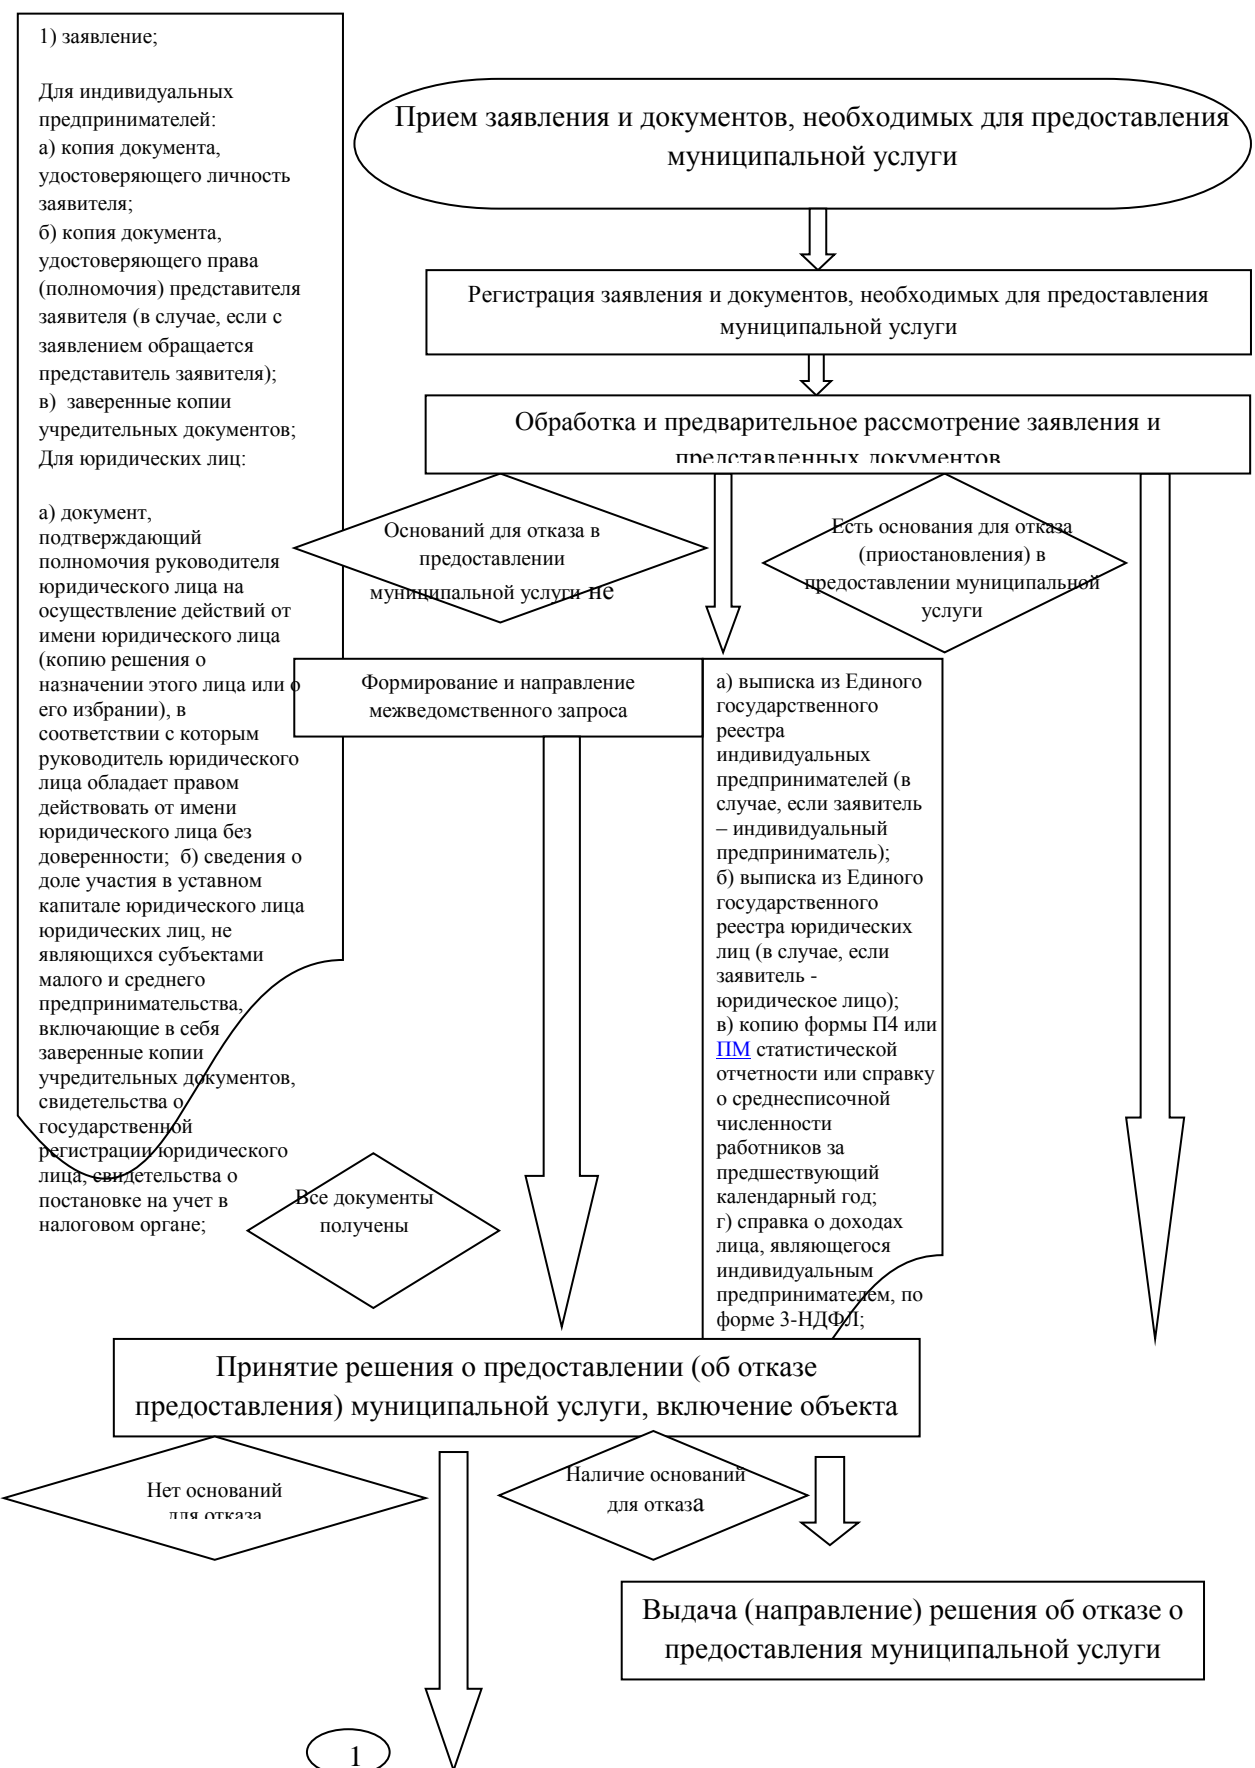 1) заявление;
Для индивидуальных
предпринимателей:
а) копия документа,
удостоверяющего личность
заявителя;
б) копия документа,
удостоверяющего права
(полномочия) представителя
заявителя (в случае, если с
заявлением обращается
представитель заявителя);
в) заверенные копии
учредительных документов;
Для юридических лиц:
а) документ,
подтверждающий
полномочия руководителя
юридического лица на
осуществление действий от
имени юридического лица
(копию решения о
назначении этого лица или о
его избрании), в
соответствии с которым
руководитель юридического
лица обладает правом
действовать от имени
юридического лица без
доверенности; б) сведения о
доле участия в уставном
капитале юридического лица
юридических лиц, не
являющихся субъектами
малого и среднего
предпринимательства,
включающие в себя
заверенные копии
учредительных документов,
свидетельства о
государственной
регистрации юридического
лица, свидетельства о
постановке на учет в
налоговом органе;
Прием заявления и документов, необходимых для предоставления
муниципальной услуги
Регистрация заявления и документов, необходимых для предоставления
муниципальной услуги
Обработка и предварительное рассмотрение заявления и
представленных документов
Оснований для отказа в
предоставлении
муниципальной услуги не
Есть основания для отказа
(приостановления) в
предоставлении муниципальной
услуги
Формирование и направление
межведомственного запроса
а) выписка из Единого
государственного
реестра
индивидуальных
предпринимателей (в
случае, если заявитель
– индивидуальный
предприниматель);
б) выписка из Единого
государственного
реестра юридических
лиц (в случае, если
заявитель -
юридическое лицо);
в) копию формы П4 или
ПМ статистической
отчетности или справку
о среднесписочной
численности
работников за
предшествующий
календарный год;
г) справка о доходах
лица, являющегося
индивидуальным
предпринимателем, по
форме 3-НДФЛ;
Все документы
получены
Принятие решения о предоставлении (об отказе
предоставления) муниципальной услуги, включение объекта
Нет оснований
для отказа
Наличие оснований
для отказа
Выдача (направление) решения об отказе о
предоставления муниципальной услуги
1